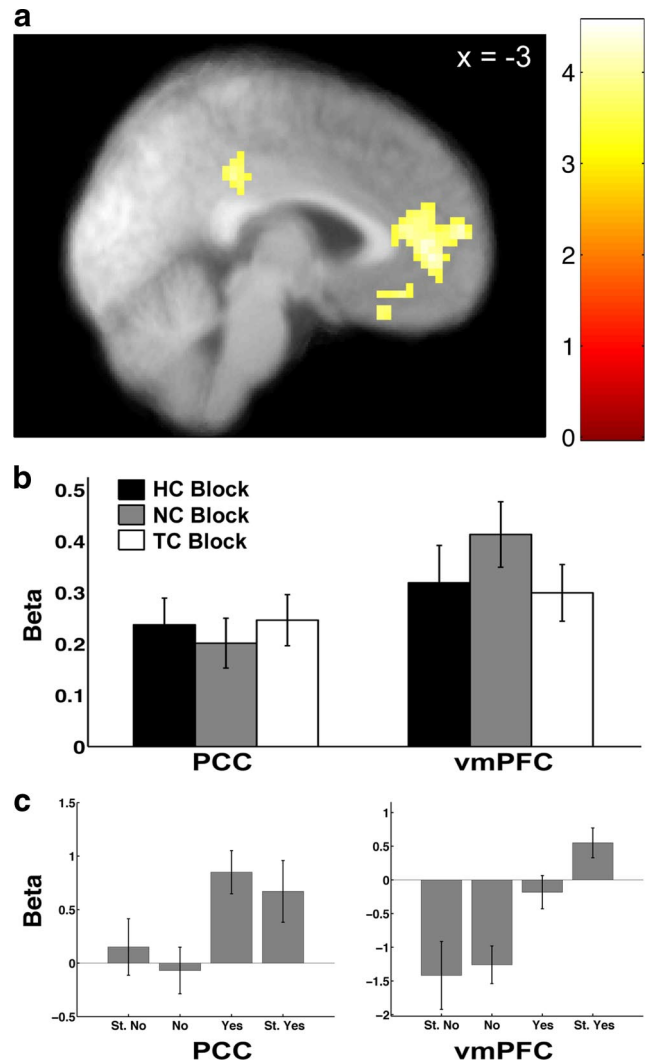 a
x = -3
4
3
2
1
0
b
HC Block
NC Block
TC Block
0.5
0.4
0.3
0.2
0.1
0
Beta
PCC
vmPFC
c
1.5
1
0.5
0
-0.5
Beta
St. No
No
Yes
St. Yes
PCC
1
0.5
0
-0.5
-1
-1.5
-2
St. No
No
Yes
St. Yes
vmPFC